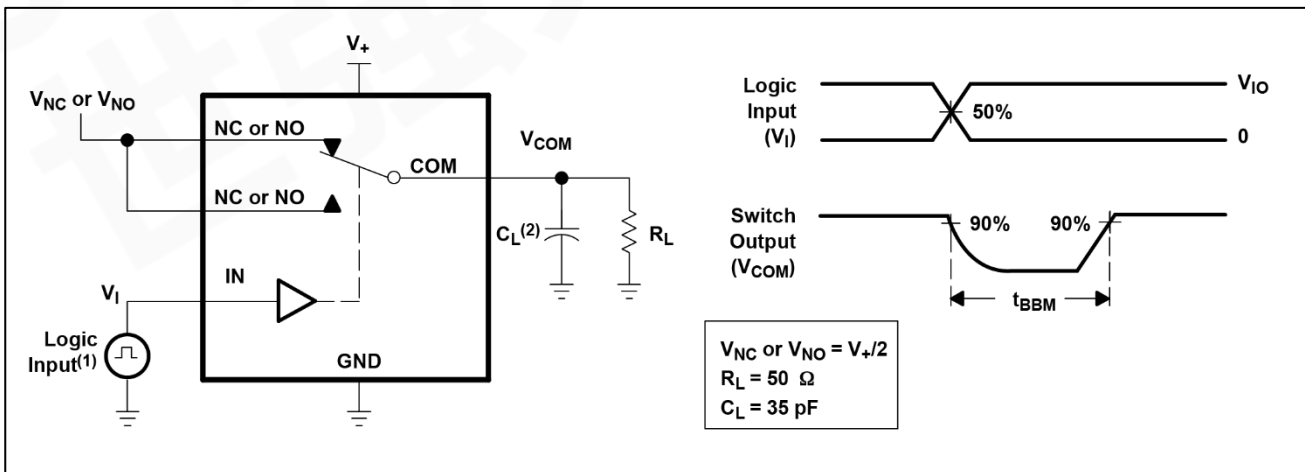 V+
VNC or VNO
NC or NO
COM
VCOM
NC or NO
CL(2)
RL
IN
VI
Logic
Input(1)
GND
Logic
Input
(VI)
50%
VIO
0
Switch
Output
(VCOM)
90%
90%
tBBM
VNC or VNO = V+/2
RL = 50 Ω
CL = 35 pF